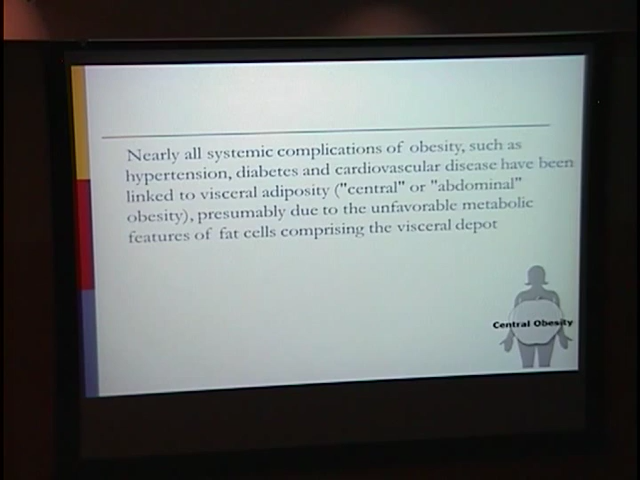 Nearly all systemic complications of obesity, such as
hypertension, diabetes and cardiovascular disease have been
linked to visceral adiposity ("central" or "abdominal"
obesity), presumably due to the unfavorable metabolic
features of fat cells comprising the visceral depot
Central Obesity